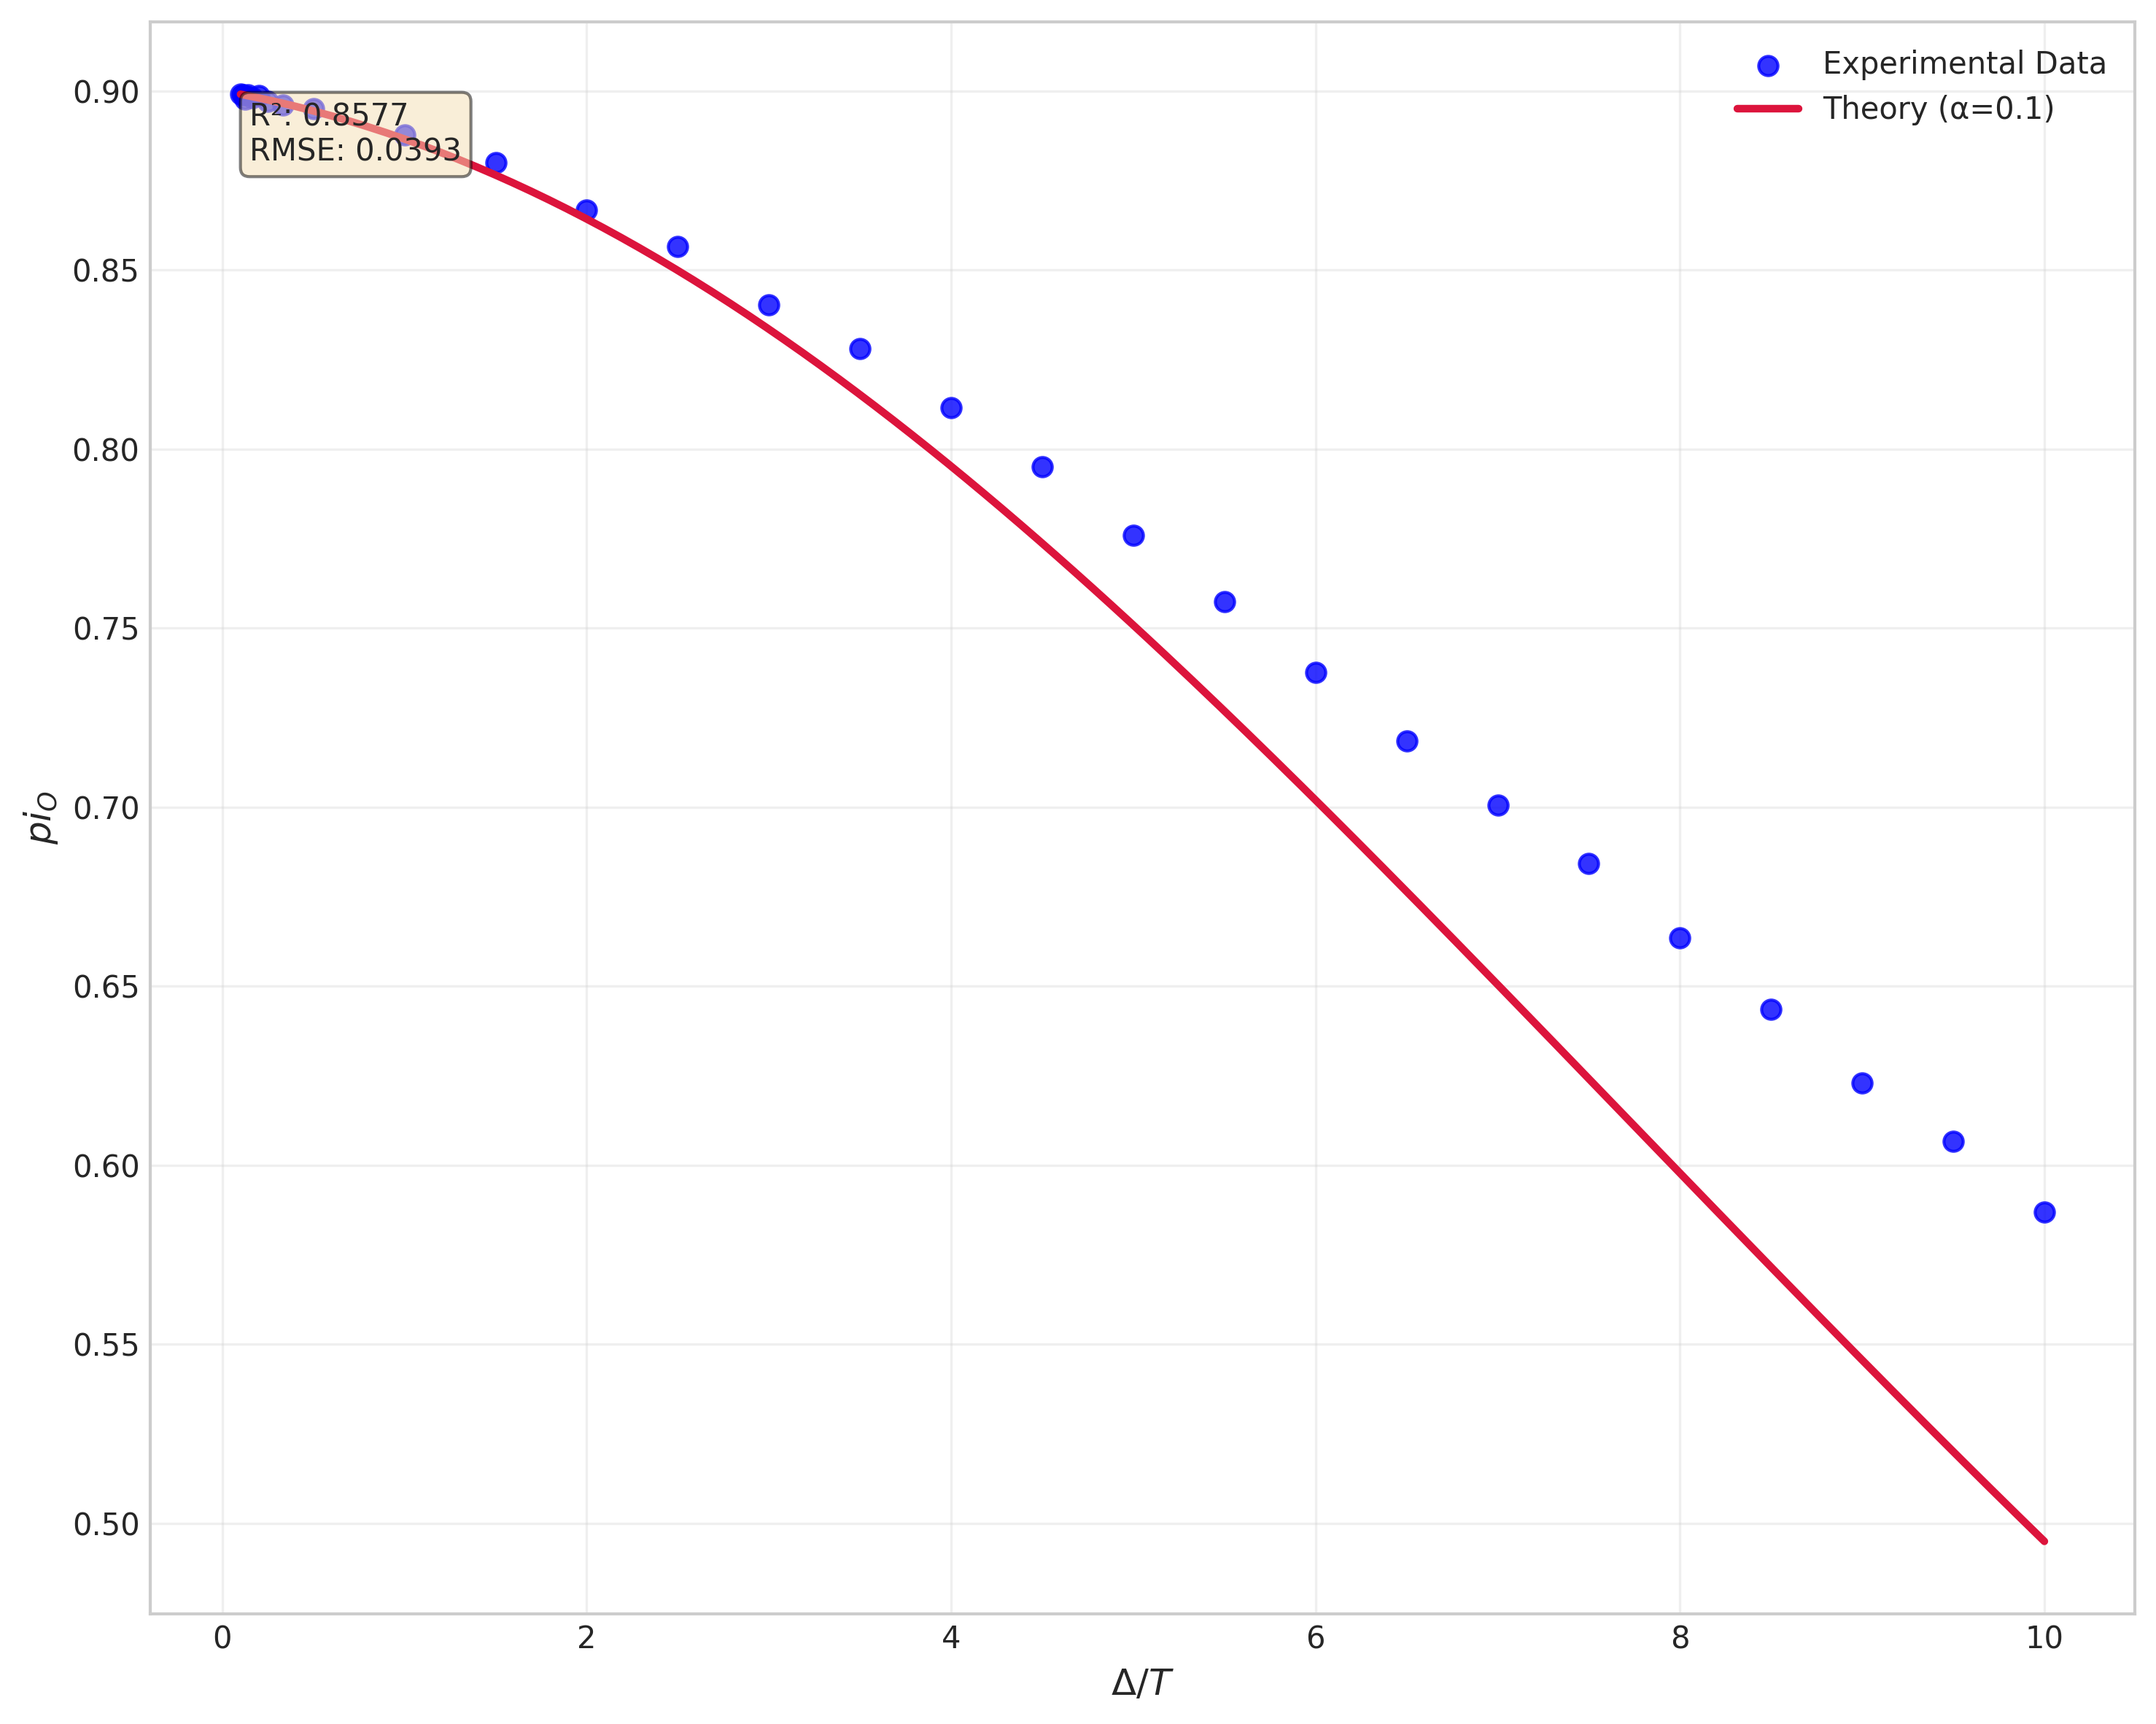 Experimental Data
Theory (α=0.1)
R²: 0.8577
RMSE: 0.0393
0.90
0.85
0.80
0.75
0.70
0.65
0.60
0.55
0.50
pi_O
0 2 4 6 8 10
Δ/T